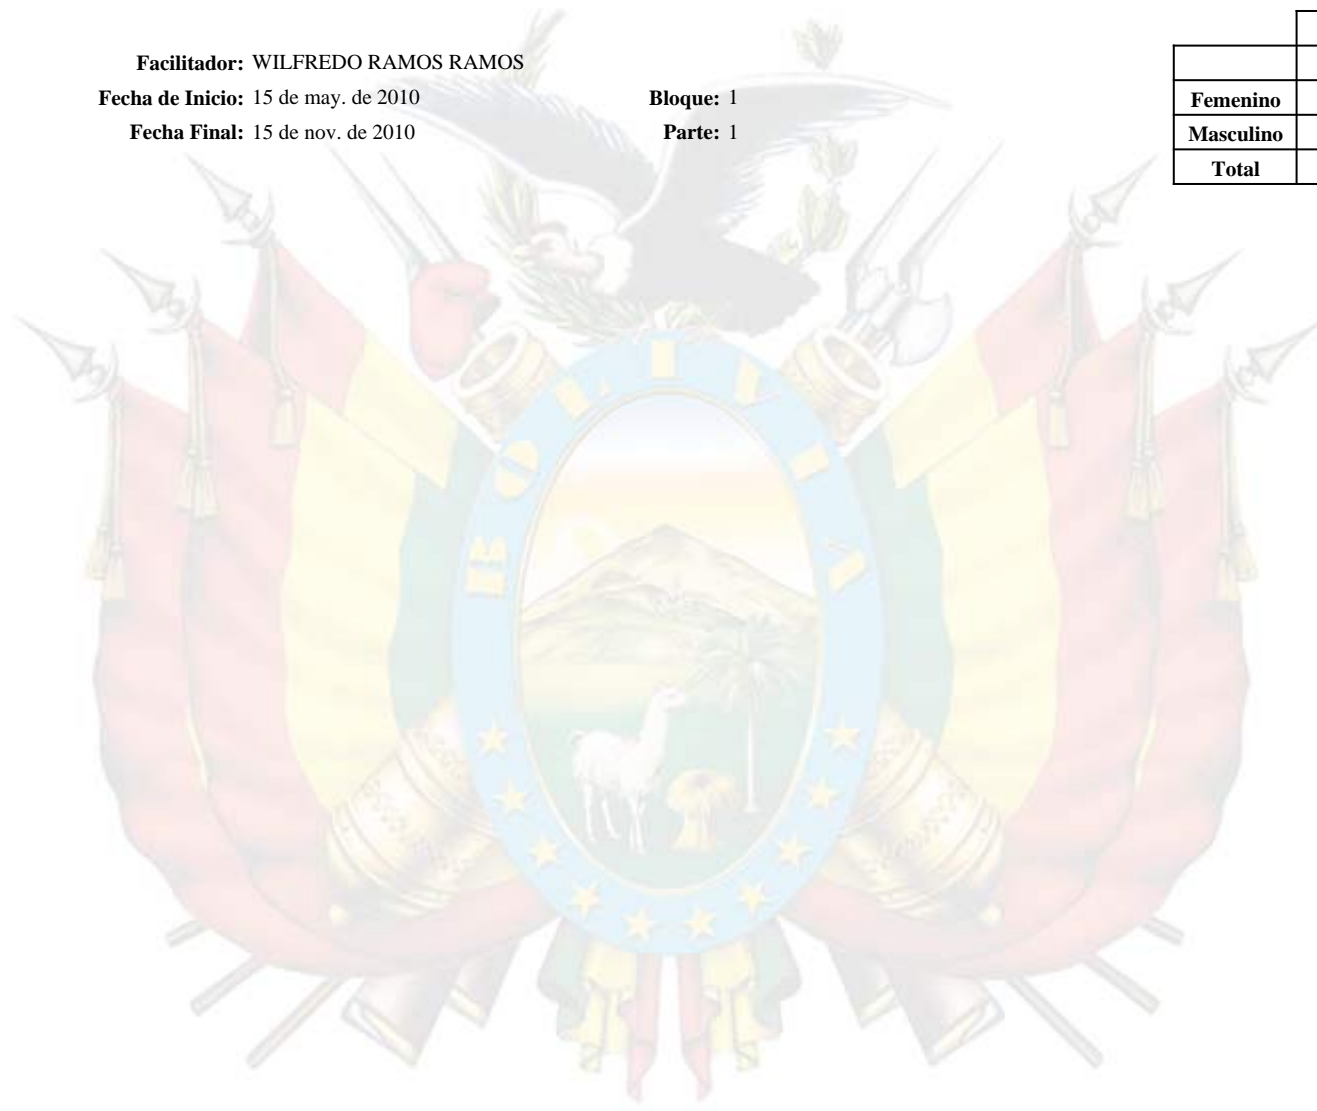 Facilitador: WILFREDO RAMOS RAMOS
Fecha de Inicio: 15 de may. de 2010 Bloque: 1
Fecha Final: 15 de nov. de 2010 Parte: 1
Femenino
Masculino
Total
BOLIVIA